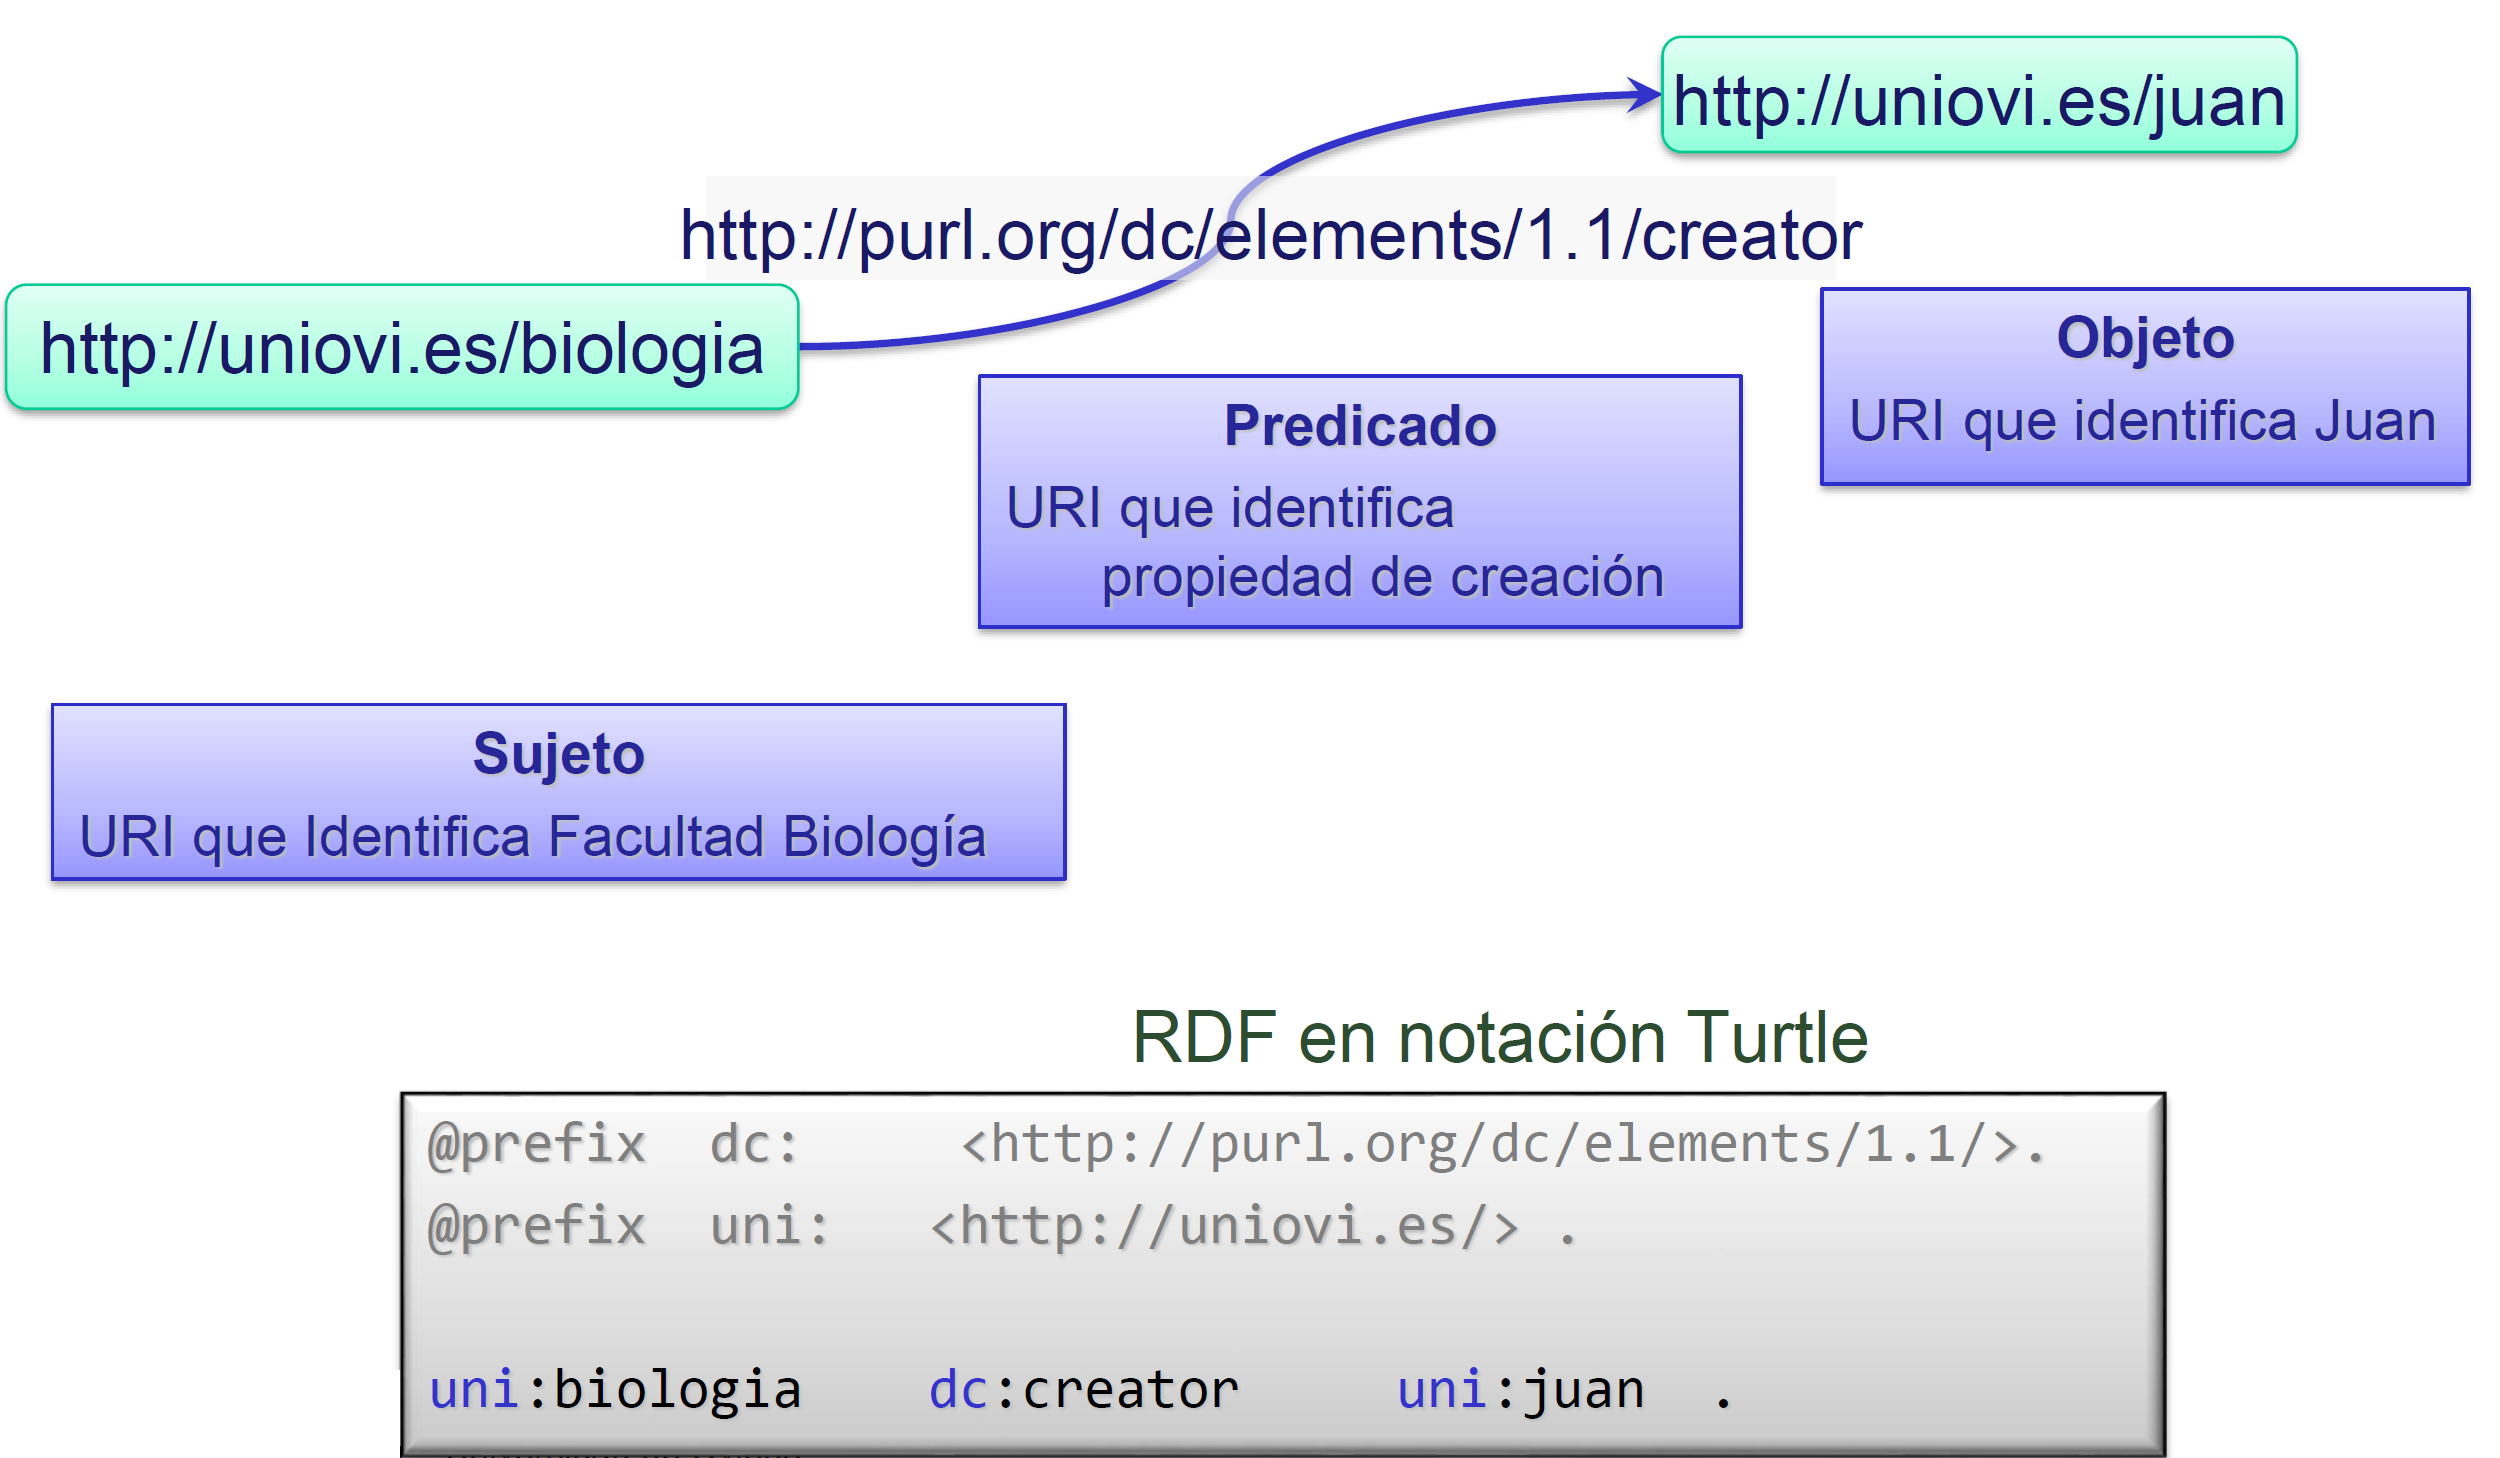 http://uniovi.es/juan
http://purl.org/dc/elements/1.1/creator
http://uniovi.es/biologia
Objeto
URI que identifica Juan
Predicado
URI que identifica
propiedad de creación
Sujeto
URI que Identifica Facultad Biología
RDF en notación Turtle
@prefix dc: <http://purl.org/dc/elements/1.1/>.
@prefix uni: <http://uniovi.es/> .
uni:biologia dc:creator uni:juan .